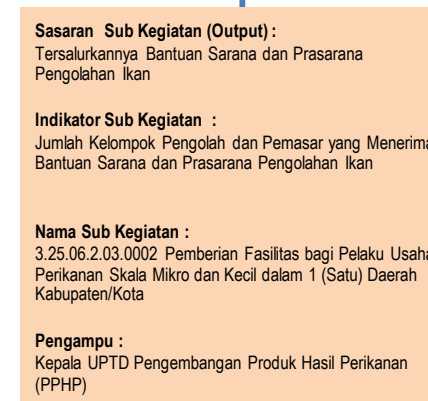 Sasaran Sub Kegiatan (Output) :
Tersalurkannya Bantuan Sarana dan Prasarana
Pengolahan Ikan
Indikator Sub Kegiatan :
Jumlah Kelompok Pengolah dan Pemasar yang Menerima
Bantuan Sarana dan Prasarana Pengolahan Ikan
Nama Sub Kegiatan :
3.25.06.2.03.0002 Pemberian Fasilitas bagi Pelaku Usaha
Perikanan Skala Mikro dan Kecil dalam 1 (Satu) Daerah
Kabupaten/Kota
Pengampu :
Kepala UPTD Pengembangan Produk Hasil Perikanan
(PPHP)